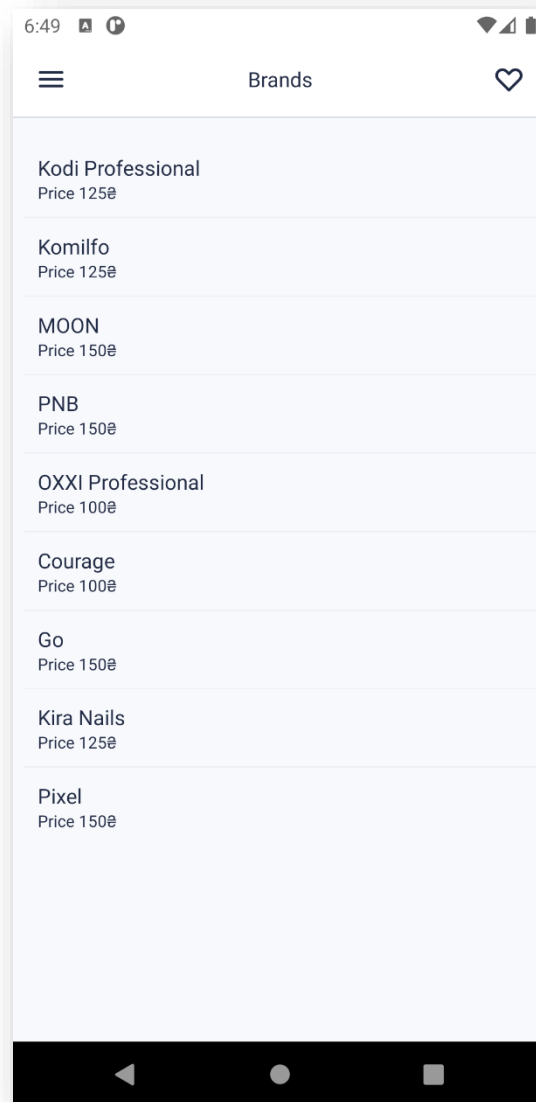 6:49
Brands
Kodi Professional
Price 125₴
Komilfo
Price 125₴
MOON
Price 150₴
PNB
Price 150₴
OXXI Professional
Price 100₴
Courage
Price 100₴
Go
Price 150₴
Kira Nails
Price 125₴
Pixel
Price 150₴